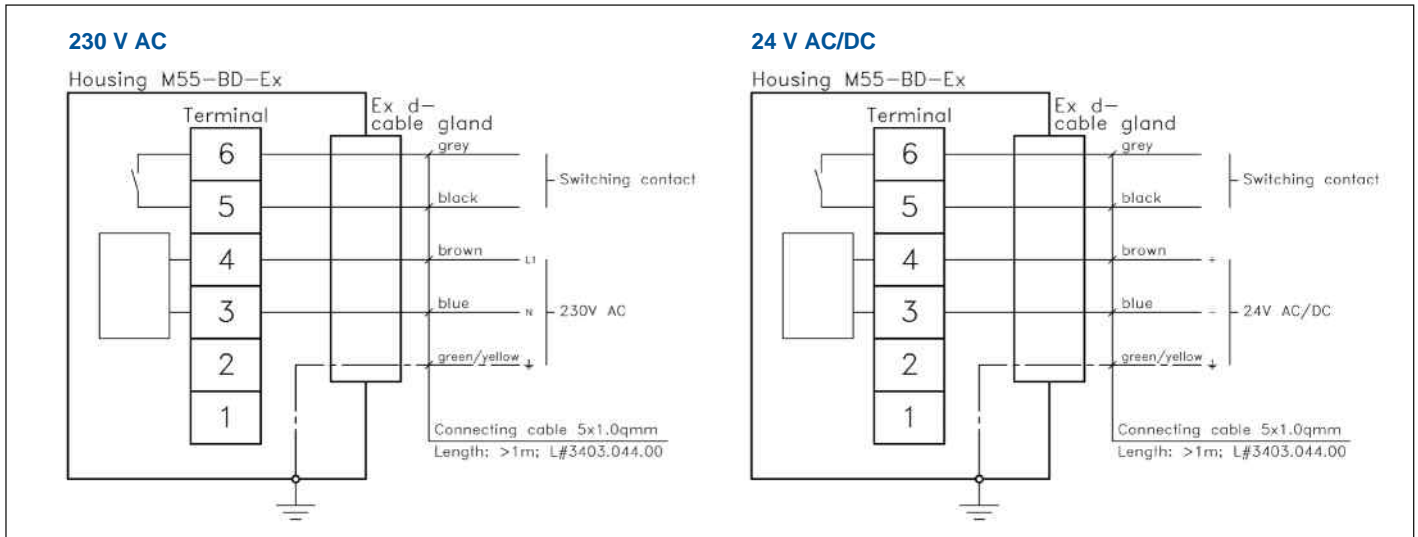 230 V AC
Housing M55-BD-Ex
Terminal
Ex d-
cable gland
6
grey
Switching contact
5
black
4
brown
L1
3
blue
N
230V AC
2
green/yellow
1
Connecting cable 5x1.0qmm
Length: >1m; L#3403.044.00
24 V AC/DC
Housing M55-BD-Ex
Terminal
Ex d-
cable gland
6
grey
Switching contact
5
black
4
brown
+
3
blue
-
24V AC/DC
2
green/yellow
1
Connecting cable 5x1.0qmm
Length: >1m; L#3403.044.00